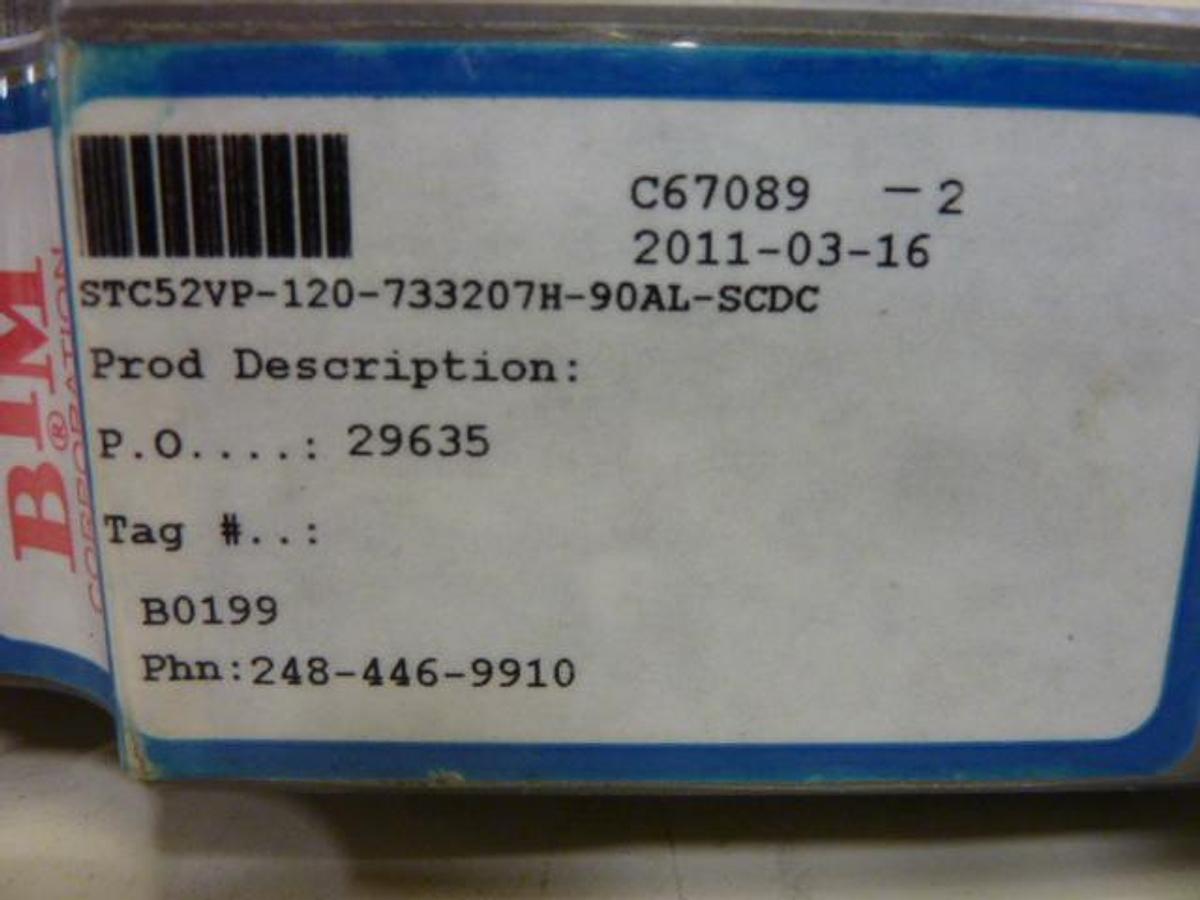 C67089 -2
2011-03-16
STC52VP-120-733207H-90AL-SCDC
Prod Description:
P.O....: 29635
Tag #..:
B0199
Phn:248-446-9910
BIM®
CORPORATION